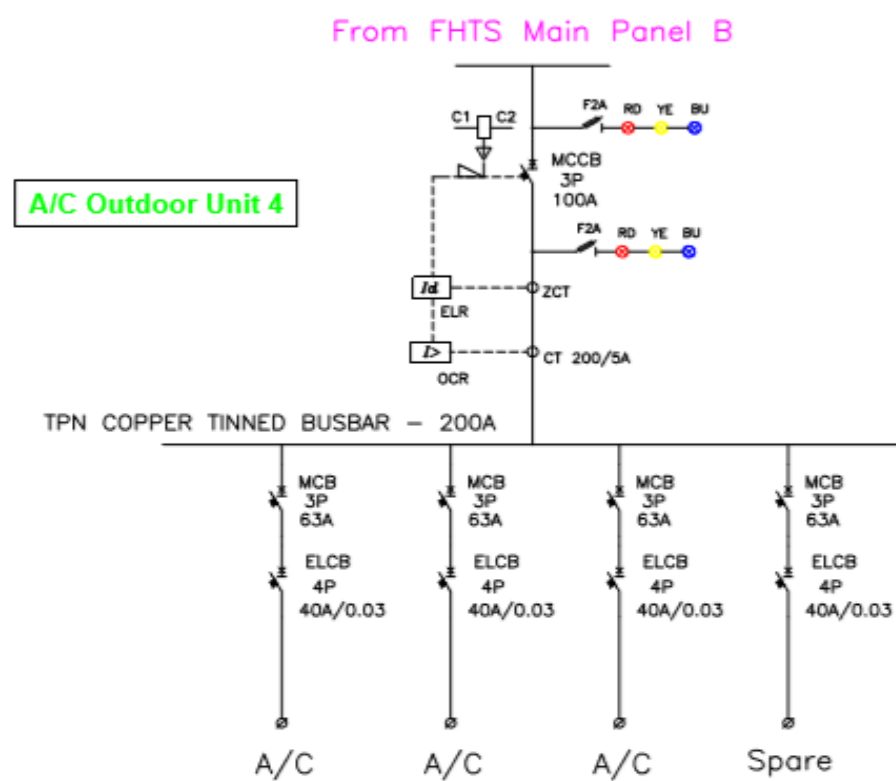 From FHTS Main Panel B
C1 C2
F2A RD YE BU
MCCB
3P
100A
A/C Outdoor Unit 4
F2A RD YE BU
Id
ELR
ZCT
I>
OCR
CT 200/5A
TPN COPPER TINNED BUSBAR - 200A
MCB MCB MCB MCB
3P 3P 3P 3P
63A 63A 63A 63A
ELCB ELCB ELCB ELCB
4P 4P 4P 4P
40A/0.03 40A/0.03 40A/0.03 40A/0.03
A/C A/C A/C Spare